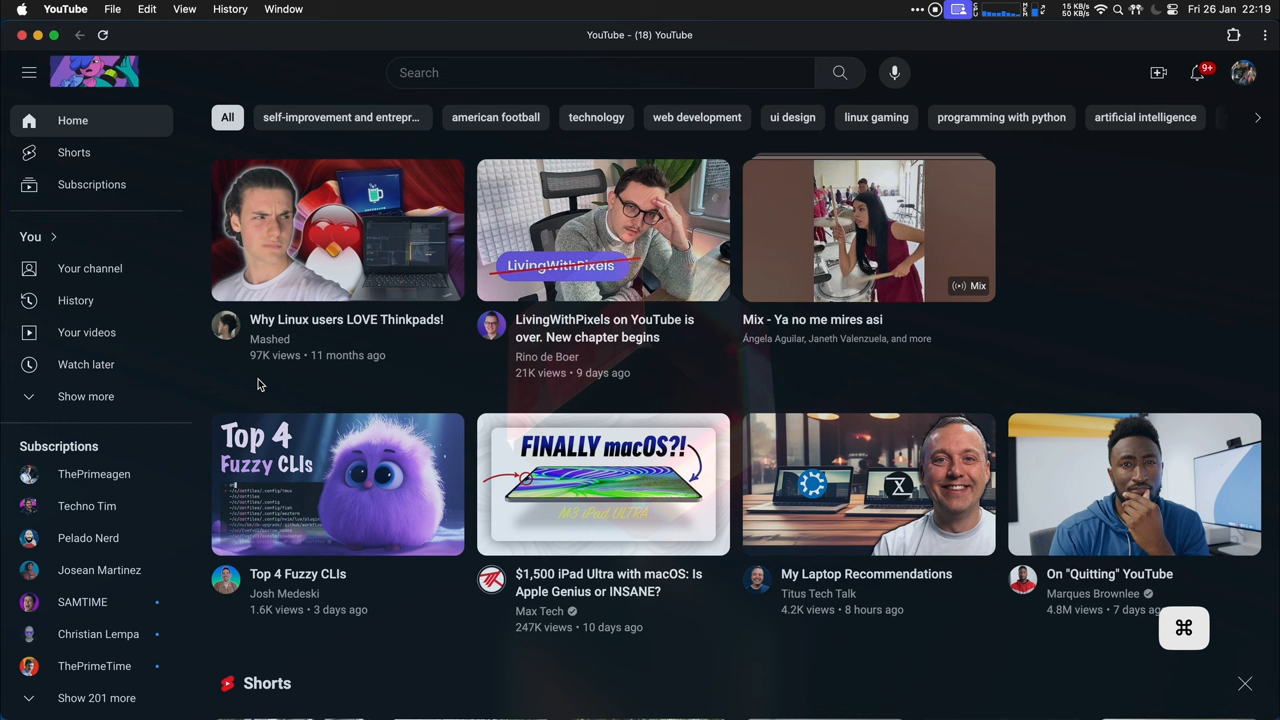 YouTube File Edit View History Window
15 KB/s
50 KB/s
Fri 26 Jan 22:19
YouTube - (18) YouTube
Search
9+
Home
Shorts
Subscriptions
You
Your channel
History
Your videos
Watch later
Show more
Subscriptions
ThePrimeagen
Techno Tim
Pelado Nerd
Josean Martinez
SAMTIME
Christian Lempa
ThePrimeTime
Show 201 more
All self-improvement and entrepr... american football technology web development ui design linux gaming programming with python artificial intelligence
Why Linux users LOVE Thinkpads!
Mashed
97K views • 11 months ago
LivingWithPixels
LivingWithPixels on YouTube is
over. New chapter begins
Rino de Boer
21K views • 9 days ago
Mix
Mix - Ya no me mires asi
Ángela Aguilar, Janeth Valenzuela, and more
Top 4
Fuzzy CLIs
Top 4 Fuzzy CLIs
Josh Medeski
1.6K views • 3 days ago
FINALLY macOS?!
M3 iPad ULTRA
$1,500 iPad Ultra with macOS: Is
Apple Genius or INSANE?
Max Tech
247K views • 10 days ago
My Laptop Recommendations
Titus Tech Talk
4.2K views • 8 hours ago
On "Quitting" YouTube
Marques Brownlee
4.8M views • 7 days
⌘
Shorts